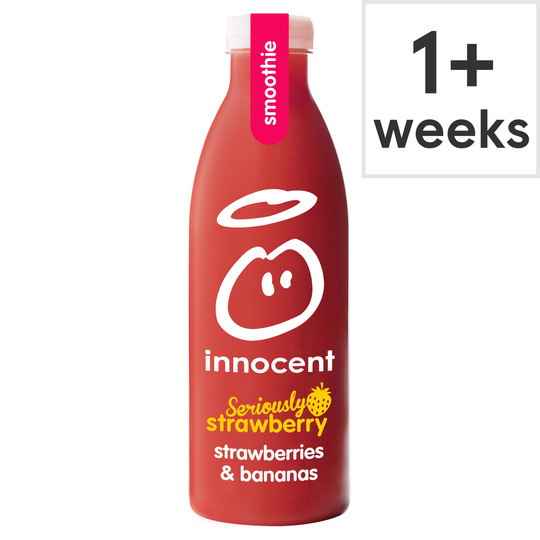 smoothie
1+
weeks
innocent
Seriously
strawberry
strawberries
& bananas